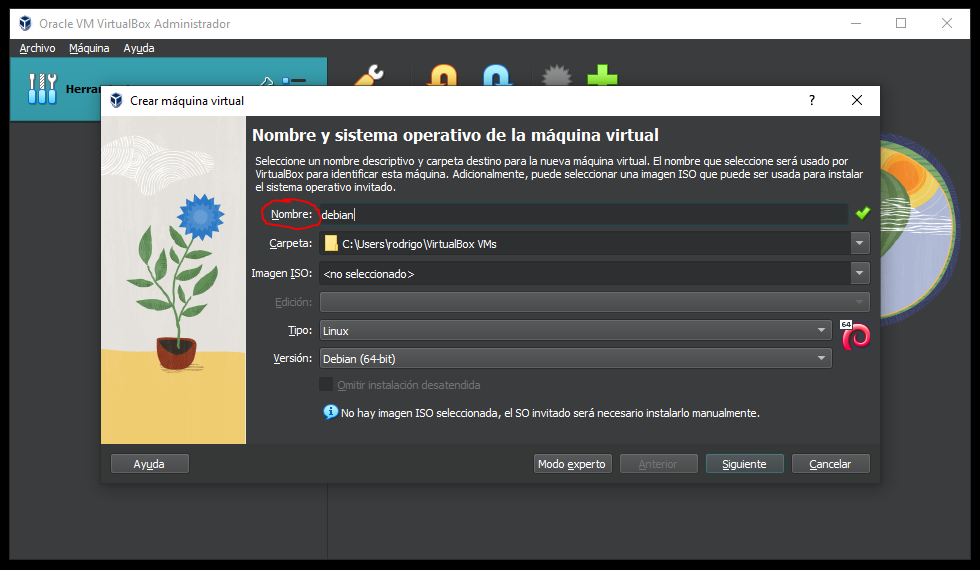 Oracle VM VirtualBox Administrador
Archivo Máquina Ayuda
Herra
Crear máquina virtual
?
Nombre y sistema operativo de la máquina virtual
Seleccione un nombre descriptivo y carpeta destino para la nueva máquina virtual. El nombre que seleccione será usado por
VirtualBox para identificar esta máquina. Adicionalmente, puede seleccionar una imagen ISO que puede ser usada para instalar
el sistema operativo invitado.
Nombre: debian
Carpeta: C:\Users\rodrigo\VirtualBox VMs
Imagen ISO: <no seleccionado>
Edición:
Tipo: Linux
64
Versión: Debian (64-bit)
Omitir instalación desatendida
No hay imagen ISO seleccionada, el SO invitado será necesario instalarlo manualmente.
Ayuda Modo experto Anterior Siguiente Cancelar